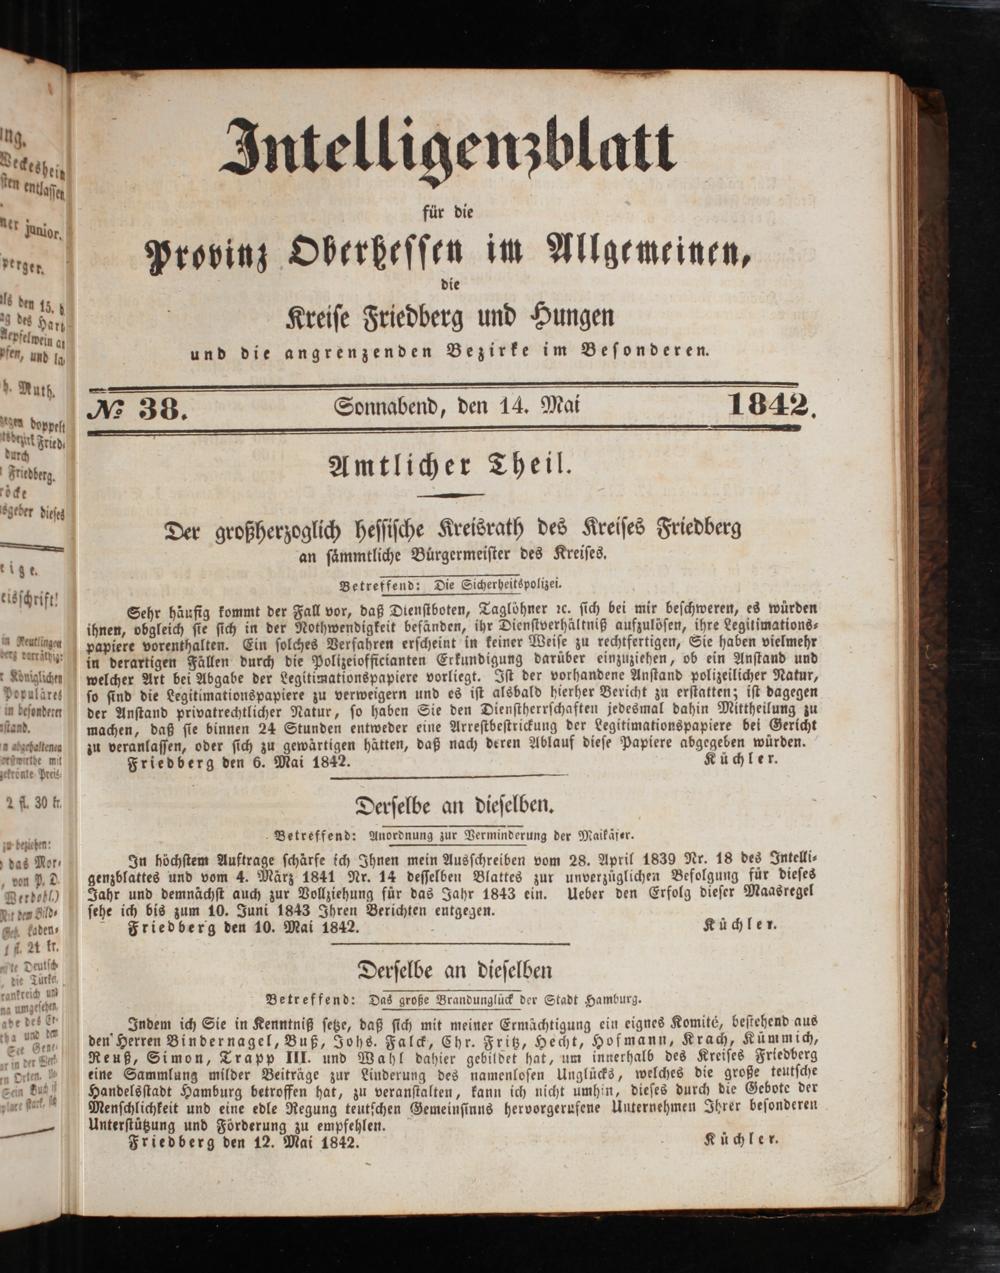 Intelligenzblatt
für die
Provinz Oberhessen im Allgemeinen,
die
Kreise Friedberg und Hungen
und die angrenzenden Bezirke im Besonderen.
№ 38. Sonnabend, den 14. Mai 1842.
Amtlicher Theil.
Der großherzoglich hessische Kreisrath des Kreises Friedberg
an sämmtliche Bürgermeister des Kreises.
Betreffend: Die Sicherheitspolizei.
Sehr häufig kommt der Fall vor, daß Dienstboten, Taglöhner ꝛc. sich bei mir beschweren, es würden
ihnen, obgleich sie sich in der Nothwendigkeit befänden, ihr Dienstverhältniß aufzulösen, ihre Legitimations-
papiere vorenthalten. Ein solches Verfahren erscheint in keiner Weise zu rechtfertigen, Sie haben vielmehr
in derartigen Fällen durch die Polizeiofficianten Erkundigung darüber einzuziehen, ob ein Anstand und
welcher Art bei Abgabe der Legitimationspapiere vorliegt. Ist der vorhandene Anstand polizeilicher Natur,
so sind die Legitimationspapiere zu verweigern und es ist alsbald hierher Bericht zu erstatten; ist dagegen
der Anstand privatrechtlicher Natur, so haben Sie den Dienstherrschaften jedesmal dahin Mittheilung zu
machen, daß sie binnen 24 Stunden entweder eine Arrestbestrickung der Legitimationspapiere bei Gericht
zu veranlassen, oder sich zu gewärtigen hätten, daß nach deren Ablauf diese Papiere abgegeben würden.
Friedberg den 6. Mai 1842. Küchler.
Derselbe an dieselben.
Betreffend: Anordnung zur Verminderung der Maikäfer.
In höchstem Auftrage schärfe ich Ihnen mein Ausschreiben vom 28. April 1839 Nr. 18 des Intelli-
genzblattes und vom 4. März 1841 Nr. 14 desselben Blattes zur unverzüglichen Befolgung für dieses
Jahr und demnächst auch zur Vollziehung für das Jahr 1843 ein. Ueber den Erfolg dieser Maasregel
sehe ich bis zum 10. Juni 1843 Ihren Berichten entgegen.
Friedberg den 10. Mai 1842. Küchler.
Derselbe an dieselben
Betreffend: Das große Brandunglück der Stadt Hamburg.
Indem ich Sie in Kenntniß setze, daß sich mit meiner Ermächtigung ein eignes Komité, bestehend aus
den Herren Bindernagel, Buß, Johs. Falck, Chr. Fritz, Hecht, Hofmann, Krach, Kümmich,
Reuß, Simon, Trapp III. und Wahl dahier gebildet hat, um innerhalb des Kreises Friedberg
eine Sammlung milder Beiträge zur Linderung des namenlosen Unglücks, welches die große teutsche
Handelsstadt Hamburg betroffen hat, zu veranstalten, kann ich nicht umhin, dieses durch die Gebote der
Menschlichkeit und eine edle Regung teutschen Gemeinsinns hervorgerufene Unternehmen Ihrer besonderen
Unterstützung und Förderung zu empfehlen.
Friedberg den 12. Mai 1842. Küchler.